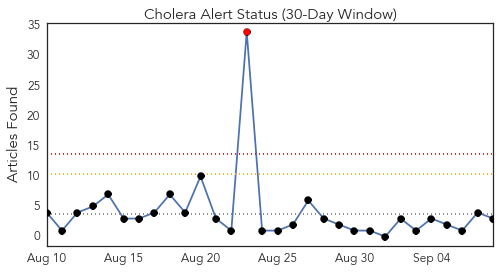 Cholera Alert Status (30-Day Window)
Articles Found
35
30
25
20
15
10
5
0
Aug 10 Aug 15 Aug 20 Aug 25 Aug 30 Sep 04